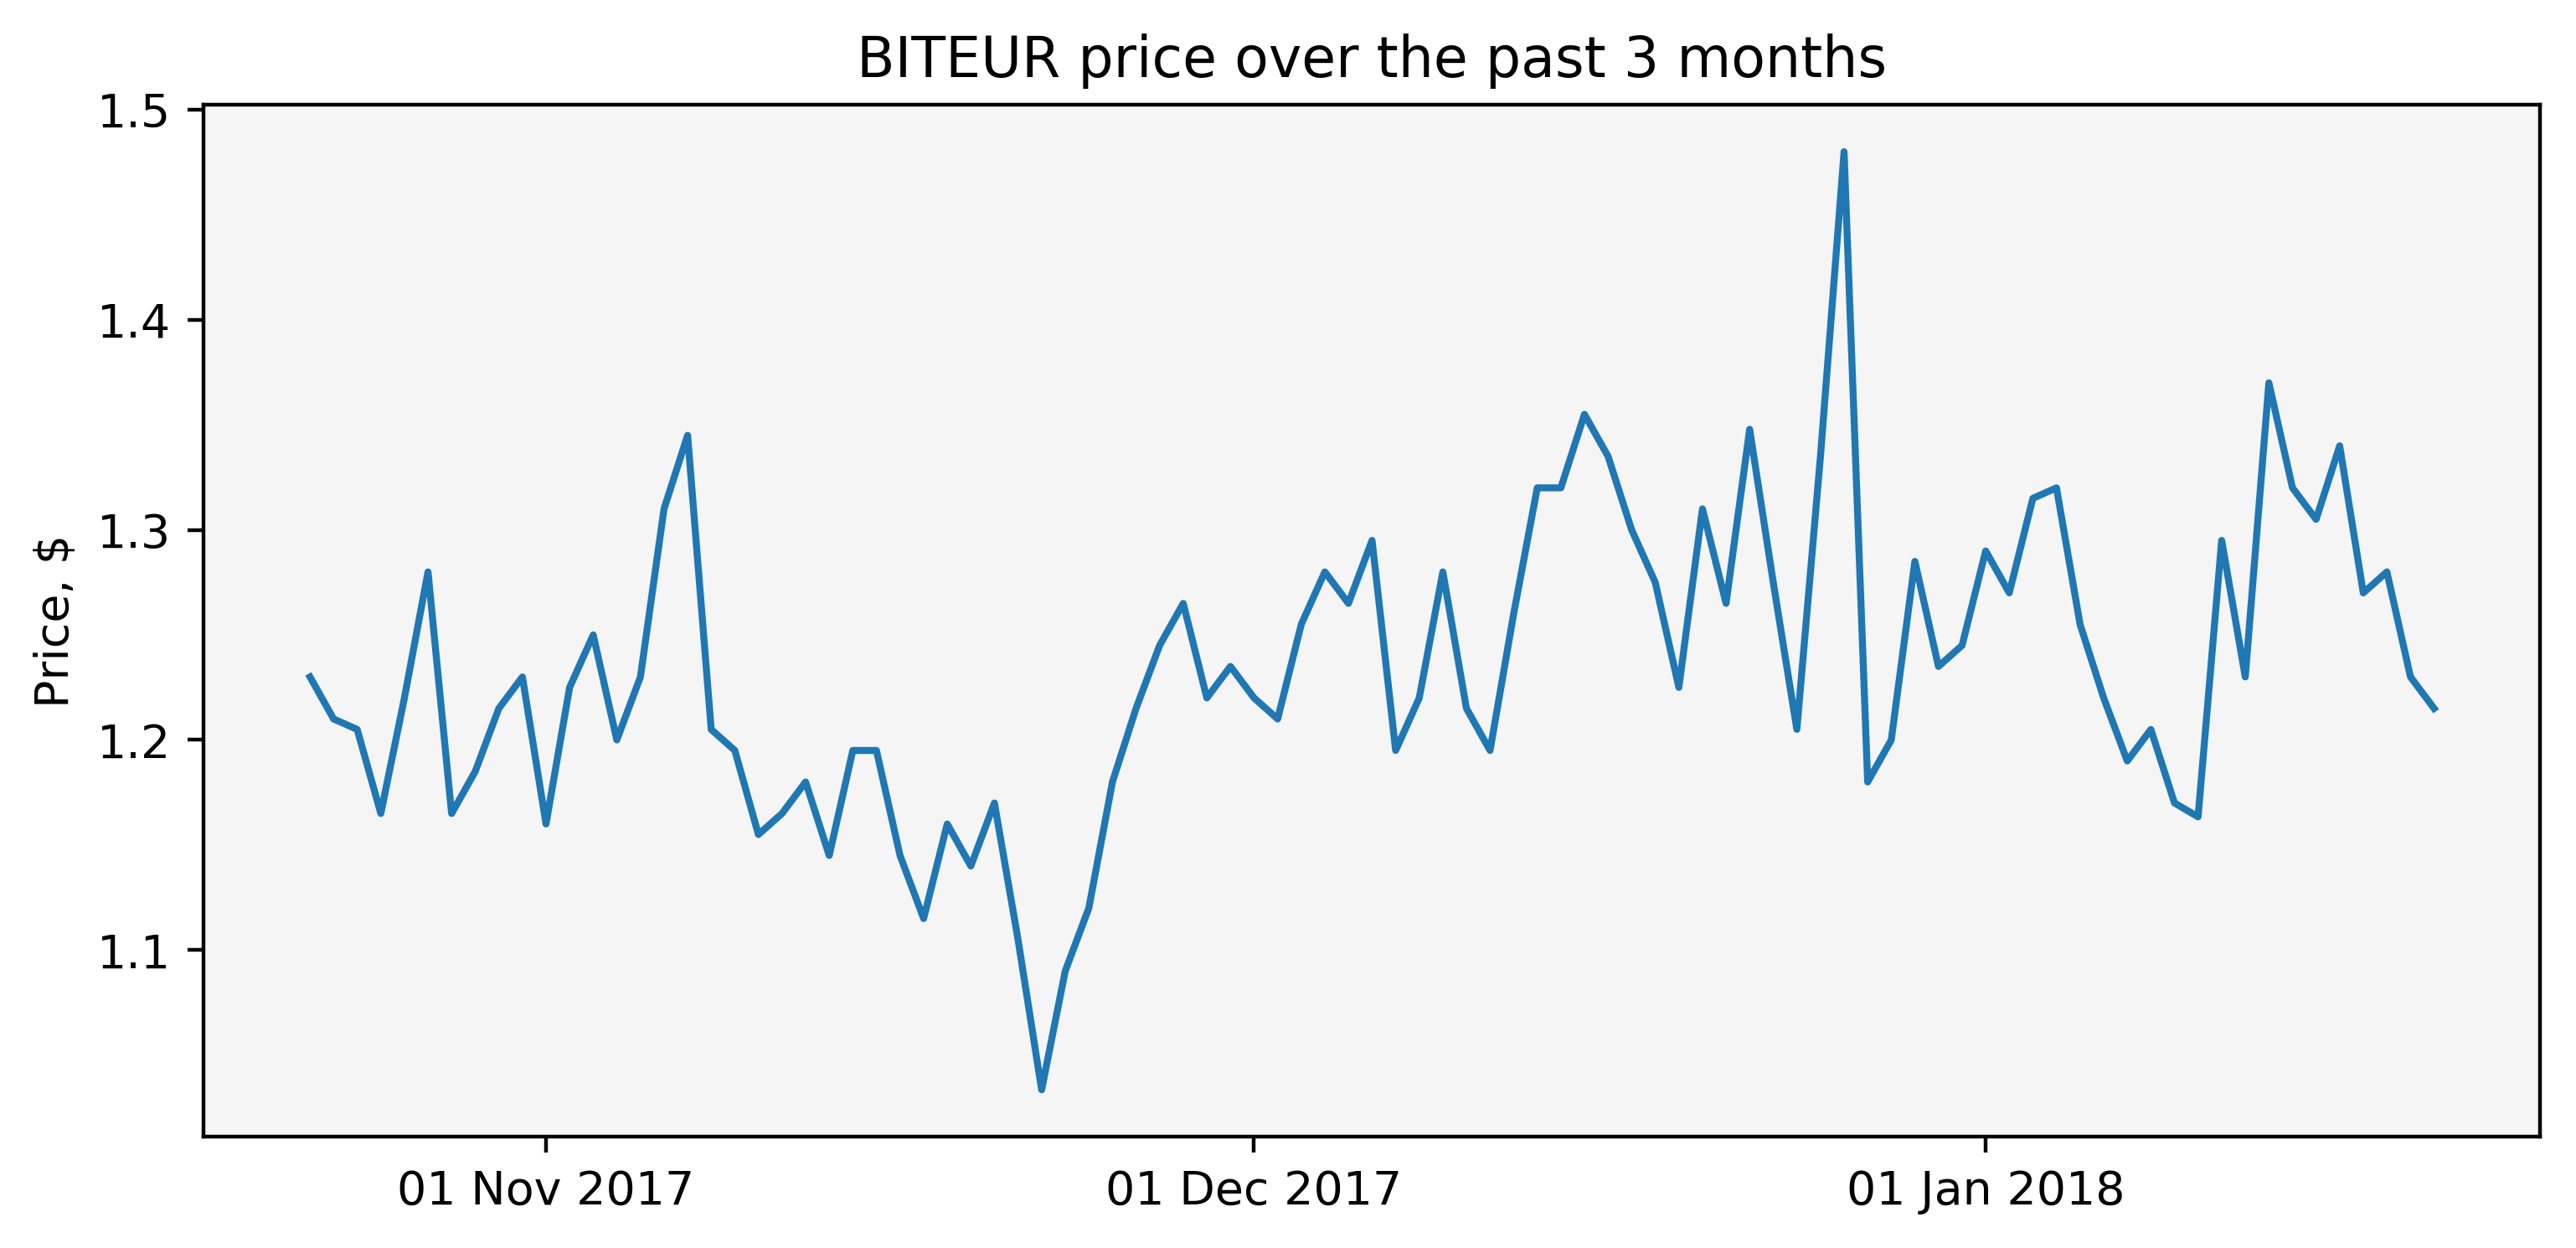 BITEUR price over the past 3 months
Price, $
1.5
1.4
1.3
1.2
1.1
01 Nov 2017
01 Dec 2017
01 Jan 2018